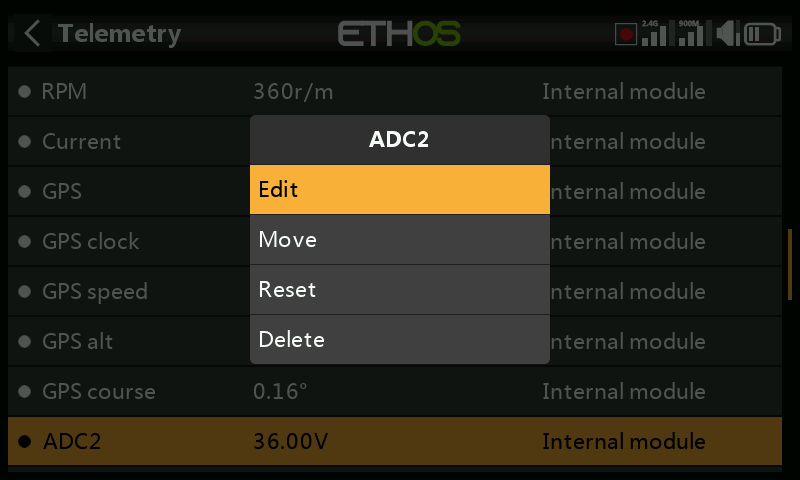 Telemetry
ETHOS
2.4G 900M
RPM 360r/m Internal module
Current nternal module
GPS nternal module
GPS clock nternal module
GPS speed nternal module
GPS alt nternal module
GPS course 0.16° Internal module
ADC2 36.00V Internal module
ADC2
Edit
Move
Reset
Delete